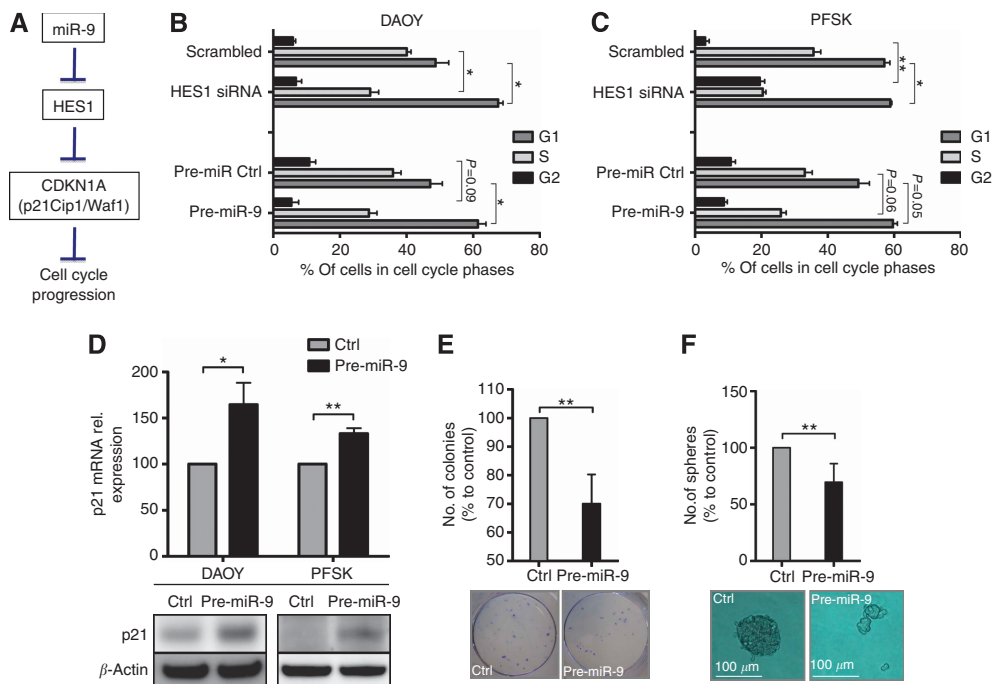 A
miR-9
HES1
CDKN1A
(p21Cip1/Waf1)
Cell cycle
progression
B
DAOY
Scrambled
HES1 siRNA
Pre-miR Ctrl
Pre-miR-9
*
*
P=0.09
*
G1
S
G2
0 20 40 60 80
% Of cells in cell cycle phases
C
PFSK
Scrambled
HES1 siRNA
Pre-miR Ctrl
Pre-miR-9
**
*
P=0.06
P=0.05
G1
S
G2
0 20 40 60 80
% Of cells in cell cycle phases
D
Ctrl
Pre-miR-9
p21 mRNA rel.
expression
200
150
100
50
0
*
**
DAOY PFSK
Ctrl Pre-miR-9 Ctrl Pre-miR-9
p21
β-Actin
E
No. of colonies
(% to control)
110
100
90
80
70
60
50
**
Ctrl Pre-miR-9
Ctrl
Pre-miR-9
F
No.of spheres
(% to control)
150
100
50
0
**
Ctrl Pre-miR-9
Ctrl
100 μm
Pre-miR-9
100 μm